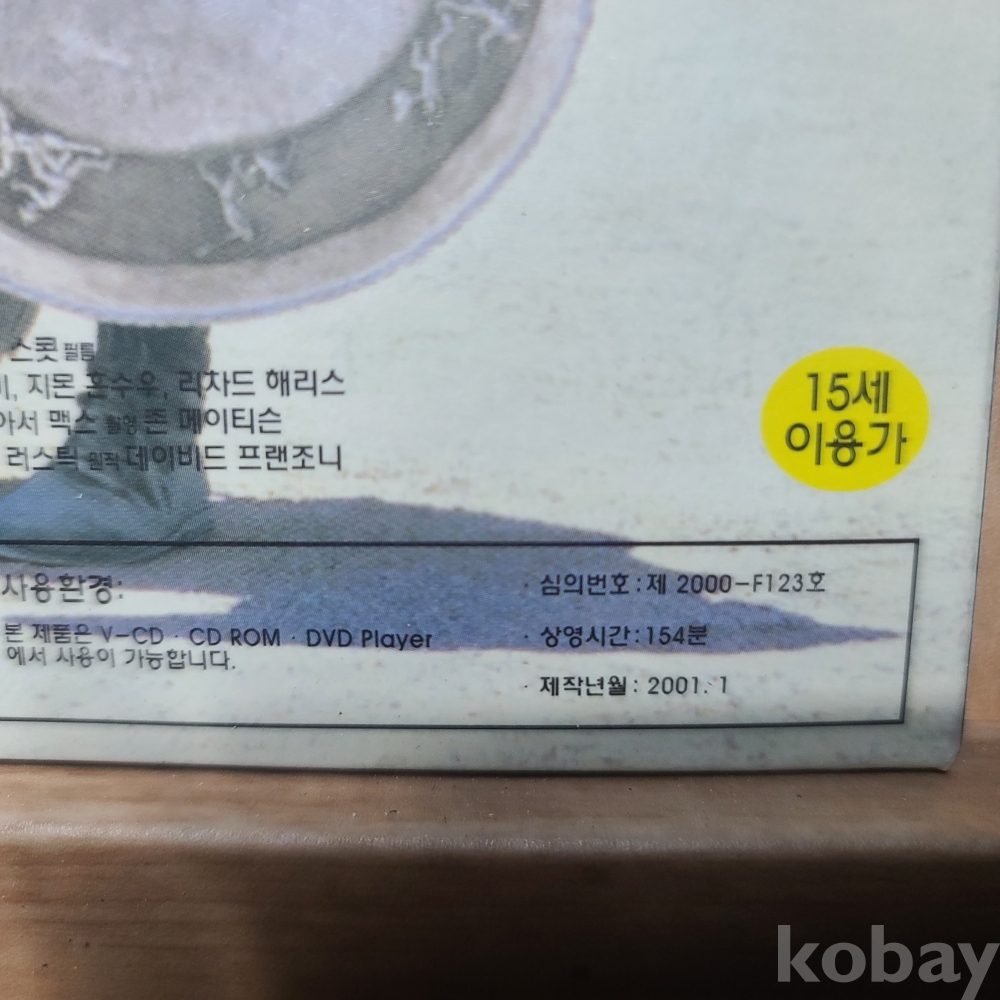 스콧 필름
비, 지몬 혼수우, 리차드 해리스
아서 맥스 촬영 존 메이티슨
러스틱 원작 데이비드 프랜조니
15세
이용가
사용환경:
본 제품은 V-CD · CD ROM · DVD Player
에서 사용이 가능합니다.
· 심의번호:제 2000-F123호
· 상영시간:154분
· 제작년월: 2001. 1
kobay